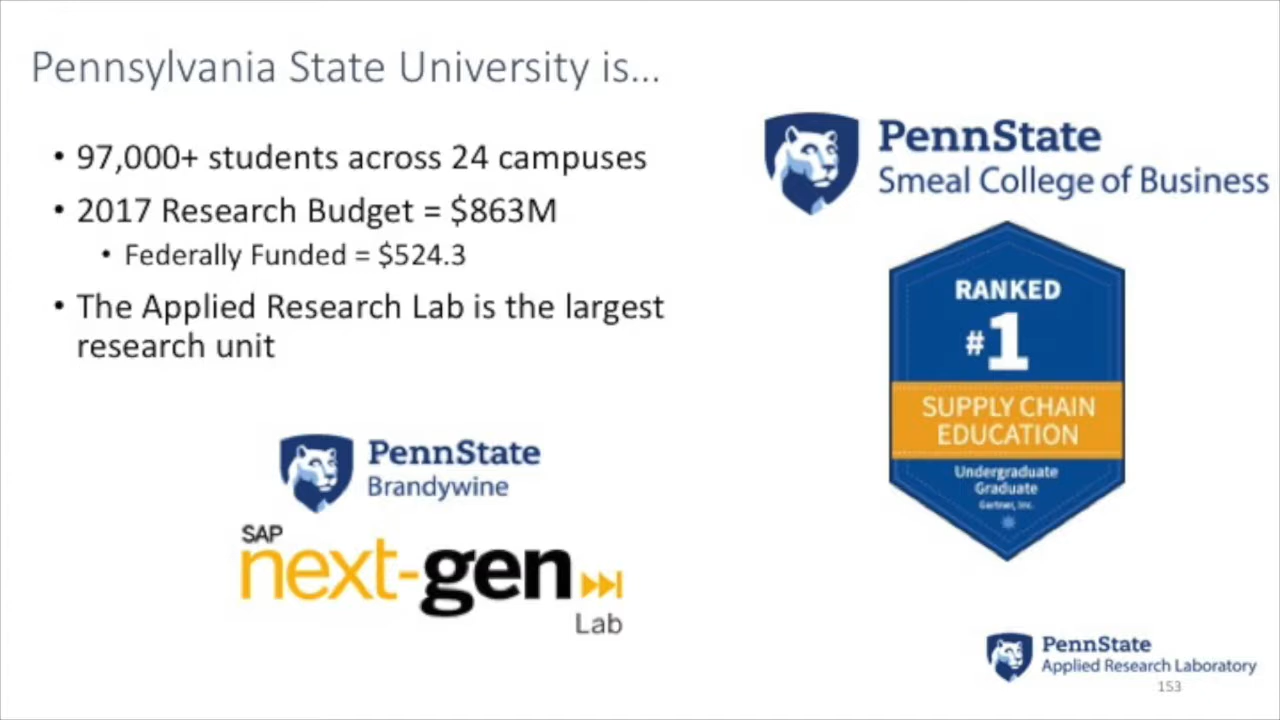 Pennsylvania State University is...
• 97,000+ students across 24 campuses
• 2017 Research Budget = $863M
• Federally Funded = $524.3
• The Applied Research Lab is the largest
research unit
PennState
Smeal College of Business
RANKED
#1
SUPPLY CHAIN
EDUCATION
Undergraduate
Graduate
Gartner, Inc.
PennState
Brandywine
SAP
next-gen
Lab
PennState
Applied Research Laboratory
153